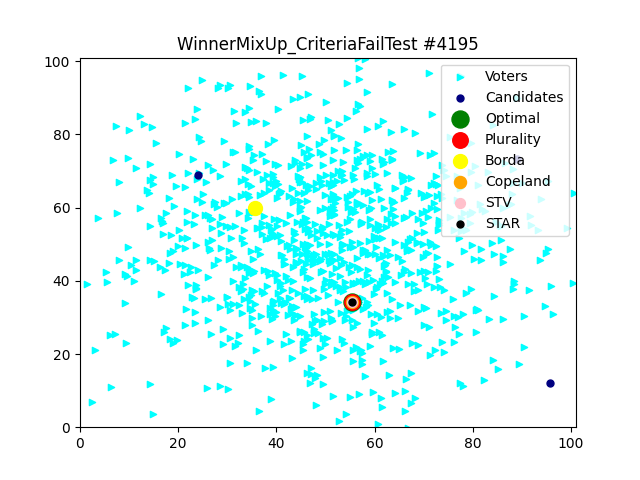 WinnerMixUp_CriteriaFailTest #4195
100
80
60
40
20
0
0
20
40
60
80
100
Voters
Candidates
Optimal
Plurality
Borda
Copeland
STV
STAR